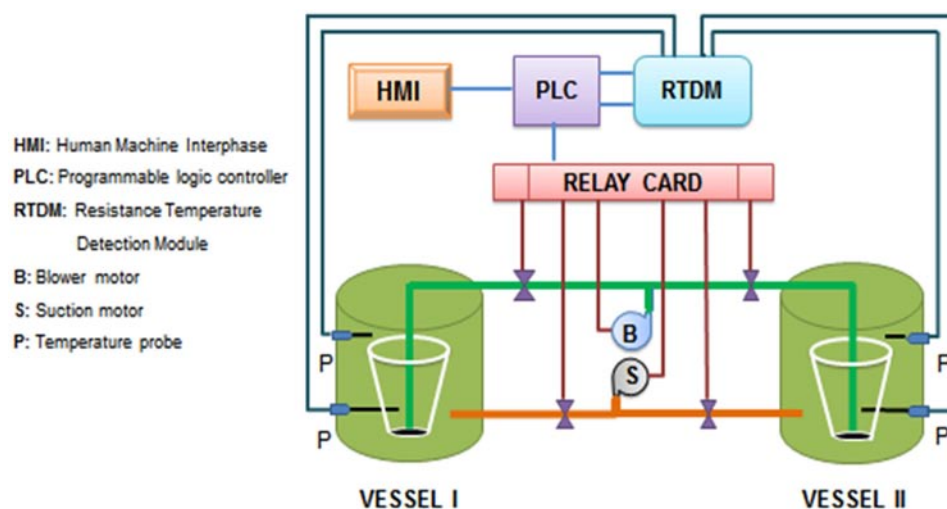 HMI
PLC
RTDM
HMI: Human Machine Interphase
PLC: Programmable logic controller
RTDM: Resistance Temperature
Detection Module
B: Blower motor
S: Suction motor
P: Temperature probe
RELAY CARD
B
S
P
P
P
P
VESSEL I
VESSEL II